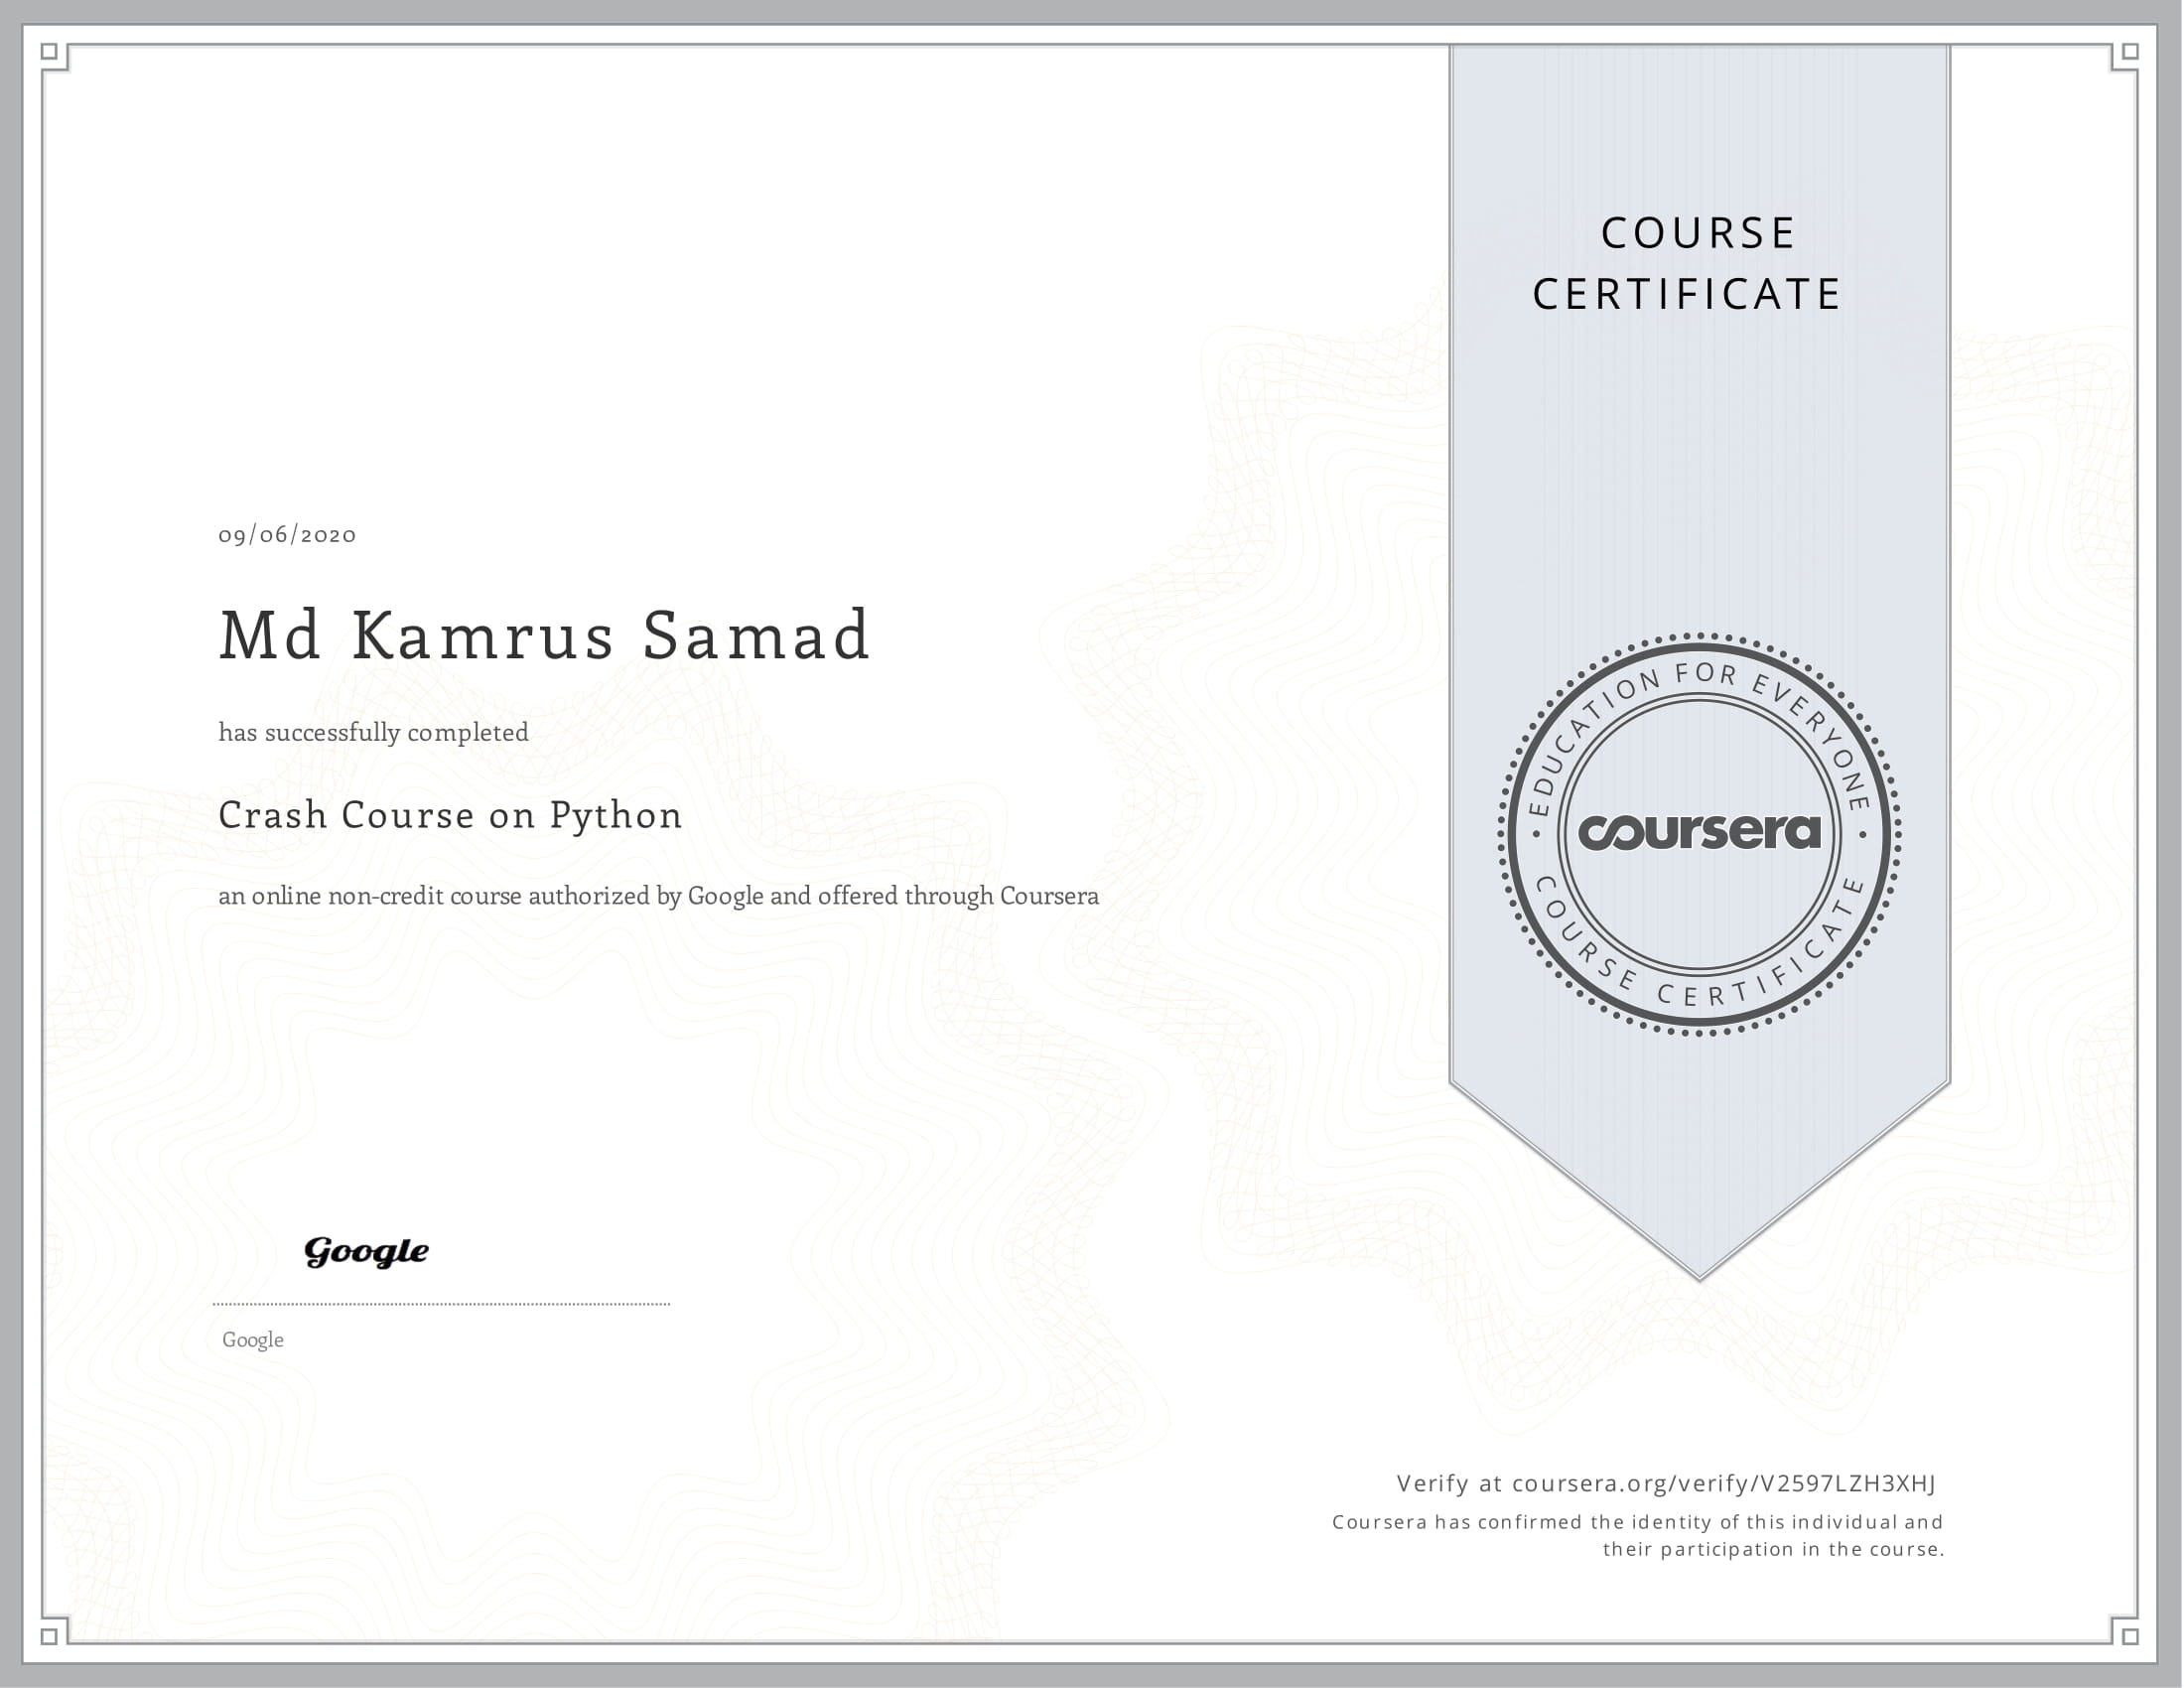 COURSE
CERTIFICATE
09/06/2020
Md Kamrus Samad
has successfully completed
Crash Course on Python
an online non-credit course authorized by Google and offered through Coursera
EDUCATION FOR EVERYONE
coursera
COURSE CERTIFICATE
Google
Google
Verify at coursera.org/verify/V2597LZH3XHJ
Coursera has confirmed the identity of this individual and
their participation in the course.